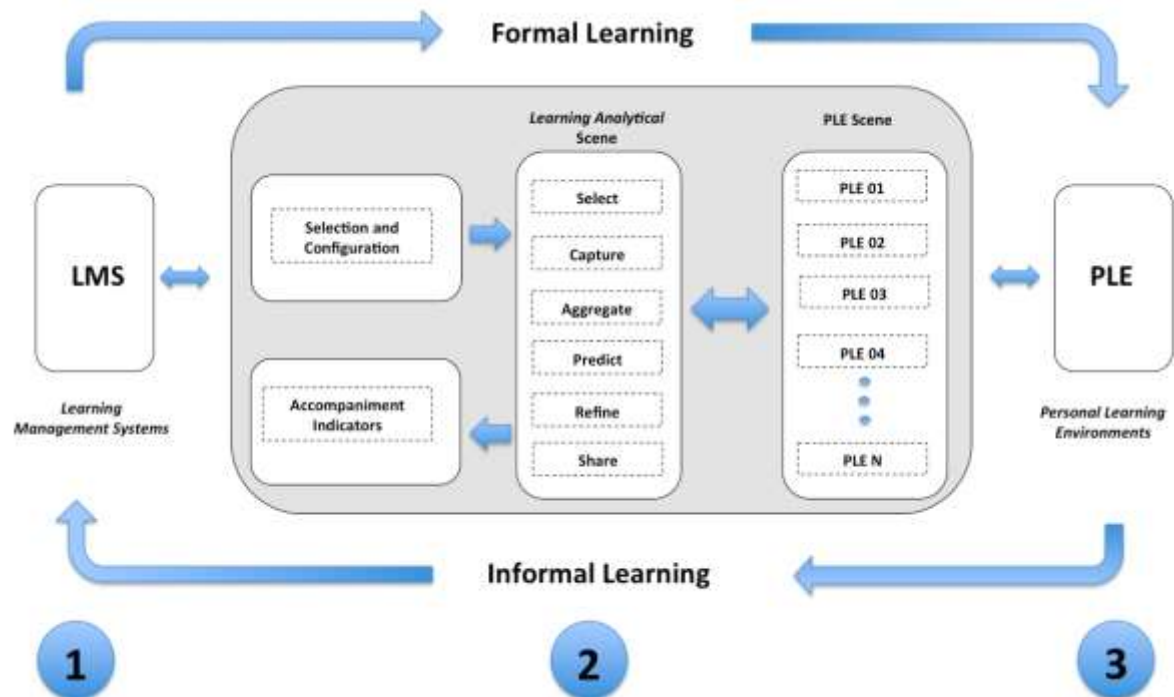 Formal Learning
Learning Analytical
Scene
PLE Scene
LMS
Learning
Management Systems
Selection and
Configuration
Accompaniment
Indicators
Select
Capture
Aggregate
Predict
Refine
Share
PLE 01
PLE 02
PLE 03
PLE 04
PLE N
PLE
Personal Learning
Environments
Informal Learning
1
2
3